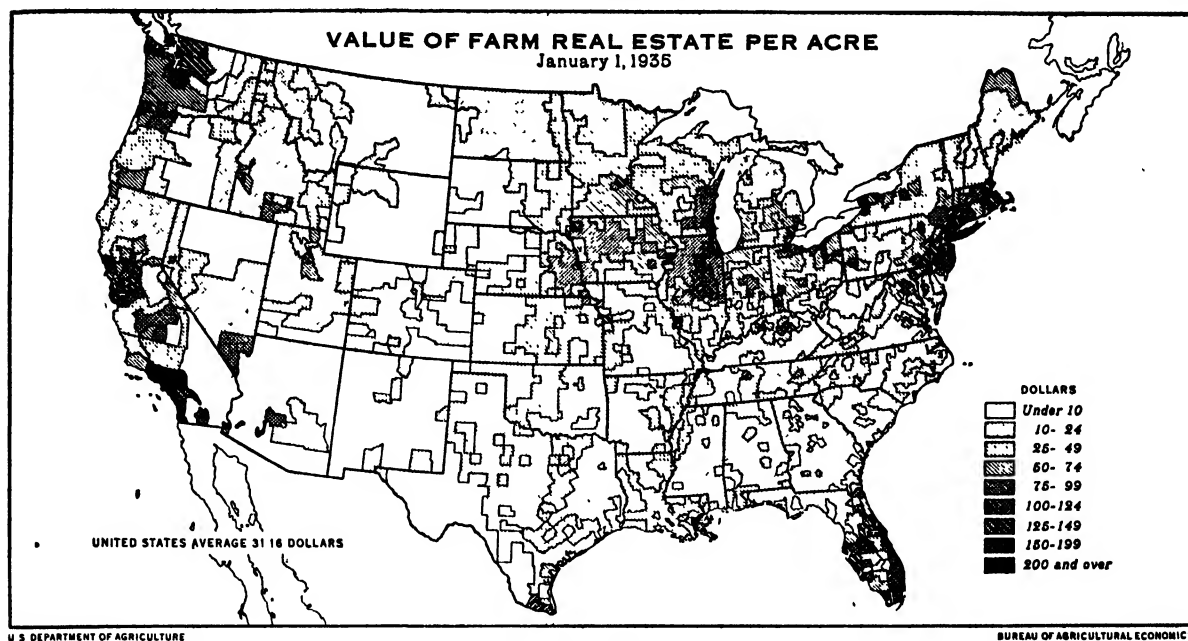 VALUE OF FARM REAL ESTATE PER ACRE
January 1, 1935
DOLLARS
Under 10
10- 24
25- 49
50- 74
75- 99
100-124
125-149
150-199
200 and over
UNITED STATES AVERAGE 31 16 DOLLARS
U S DEPARTMENT OF AGRICULTURE
BUREAU OF AGRICULTURAL ECONOMIC